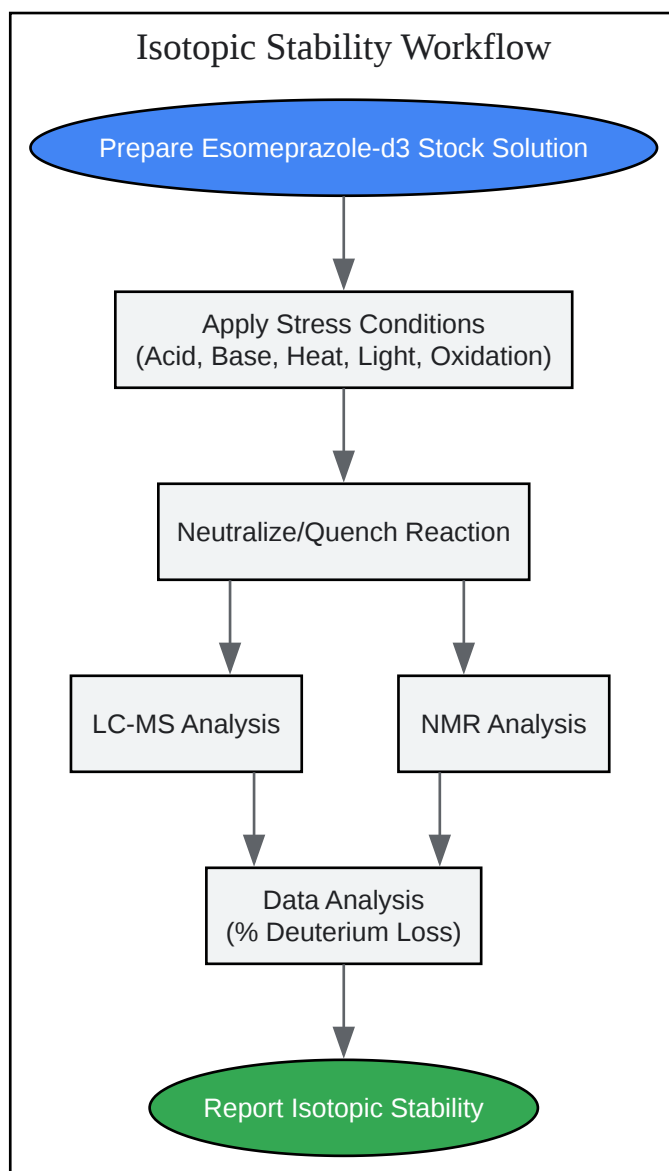 Isotopic Stability Workflow
Prepare Esomeprazole-d3 Stock Solution
Apply Stress Conditions
(Acid, Base, Heat, Light, Oxidation)
Neutralize/Quench Reaction
LC-MS Analysis
NMR Analysis
Data Analysis
(% Deuterium Loss)
Report Isotopic Stability